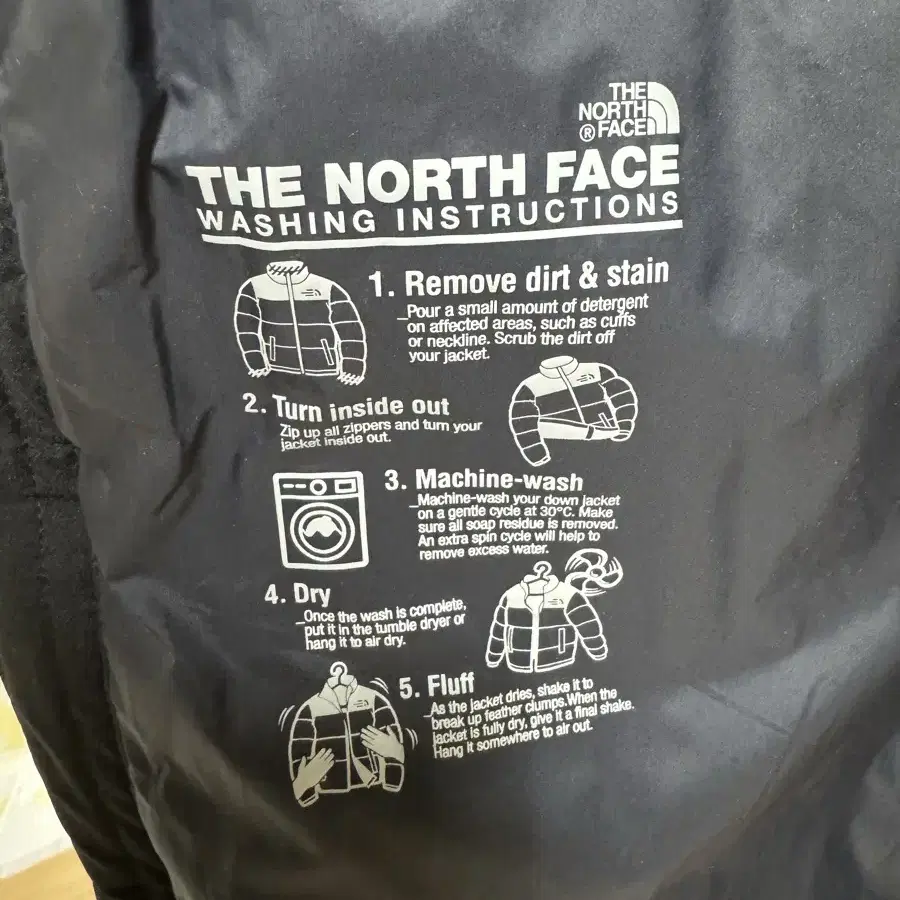 THE
NORTH
® FACE
THE NORTH FACE
WASHING INSTRUCTIONS
1. Remove dirt & stain
_Pour a small amount of detergent
on affected areas, such as cuffs
or neckline. Scrub the dirt off
your jacket.
2. Turn inside out
Zip up all zippers and turn your
jacket inside out.
3. Machine-wash
_Machine-wash your down jacket
on a gentle cycle at 30°C. Make
sure all soap residue is removed.
An extra spin cycle will help to
remove excess water.
4. Dry
_Once the wash is complete,
put it in the tumble dryer or
hang it to air dry.
5. Fluff
_As the jacket dries, shake it to
break up feather clumps.When the
jacket is fully dry, give it a final shake.
Hang it somewhere to air out.